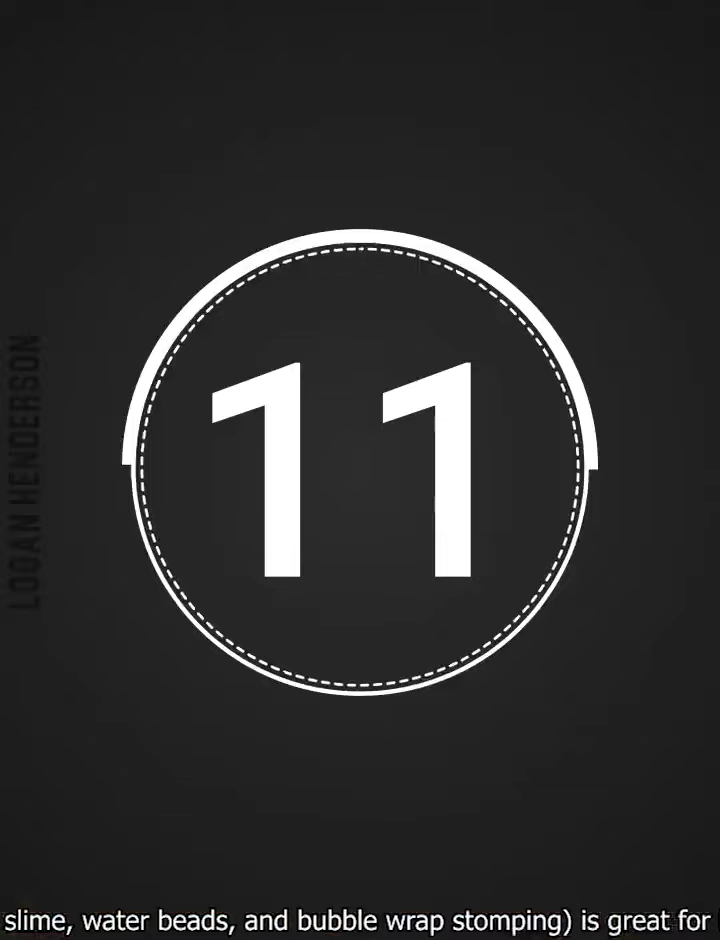 LOGAN HENDERSON
11
slime, water beads, and bubble wrap stomping) is great for